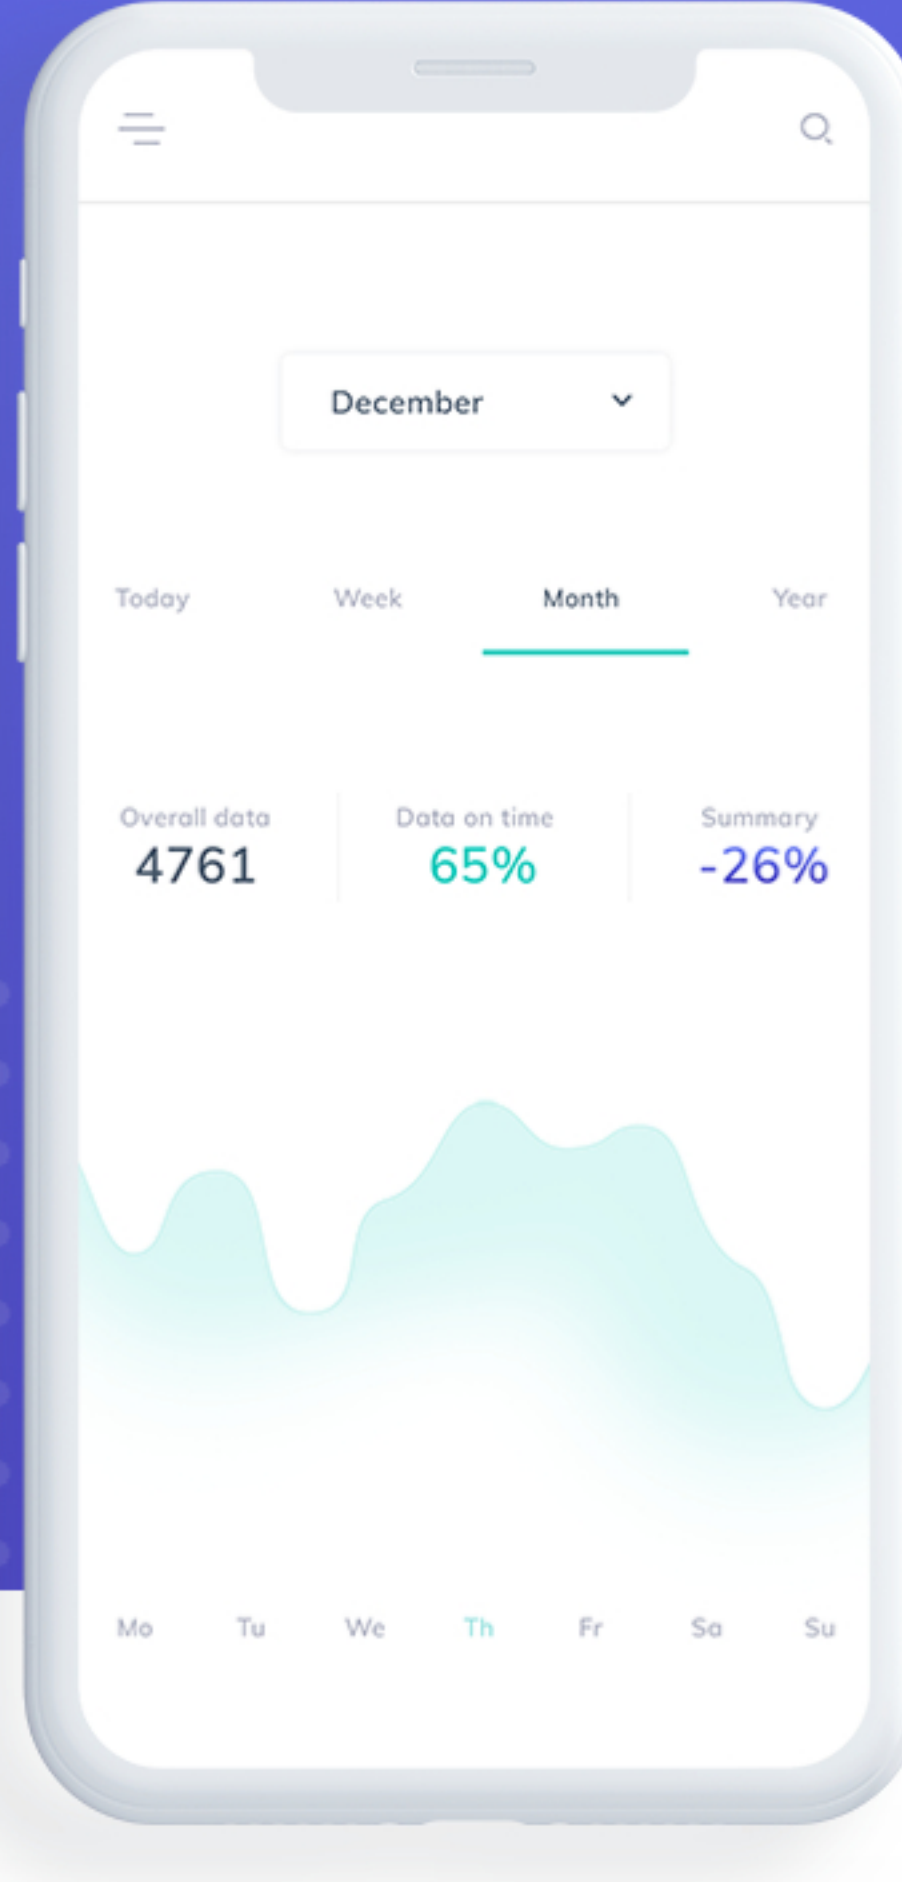 December
Today Week Month Year
Overall data Data on time Summary
4761 65% -26%
Mo Tu We Th Fr Sa Su